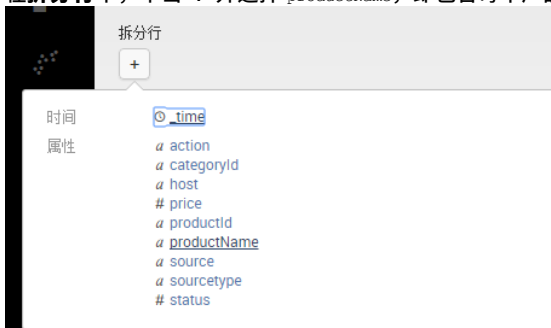 拆分行
+
时间 _time
属性 a action
a categoryId
a host
# price
a productId
a productName
a source
a sourcetype
# status